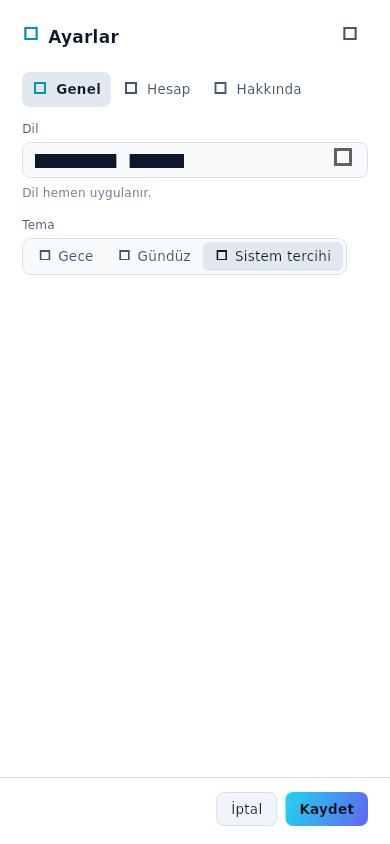 Ayarlar
Genel Hesap Hakkında
Dil
Dil hemen uygulanır.
Tema
Gece Gündüz Sistem tercihi
İptal Kaydet